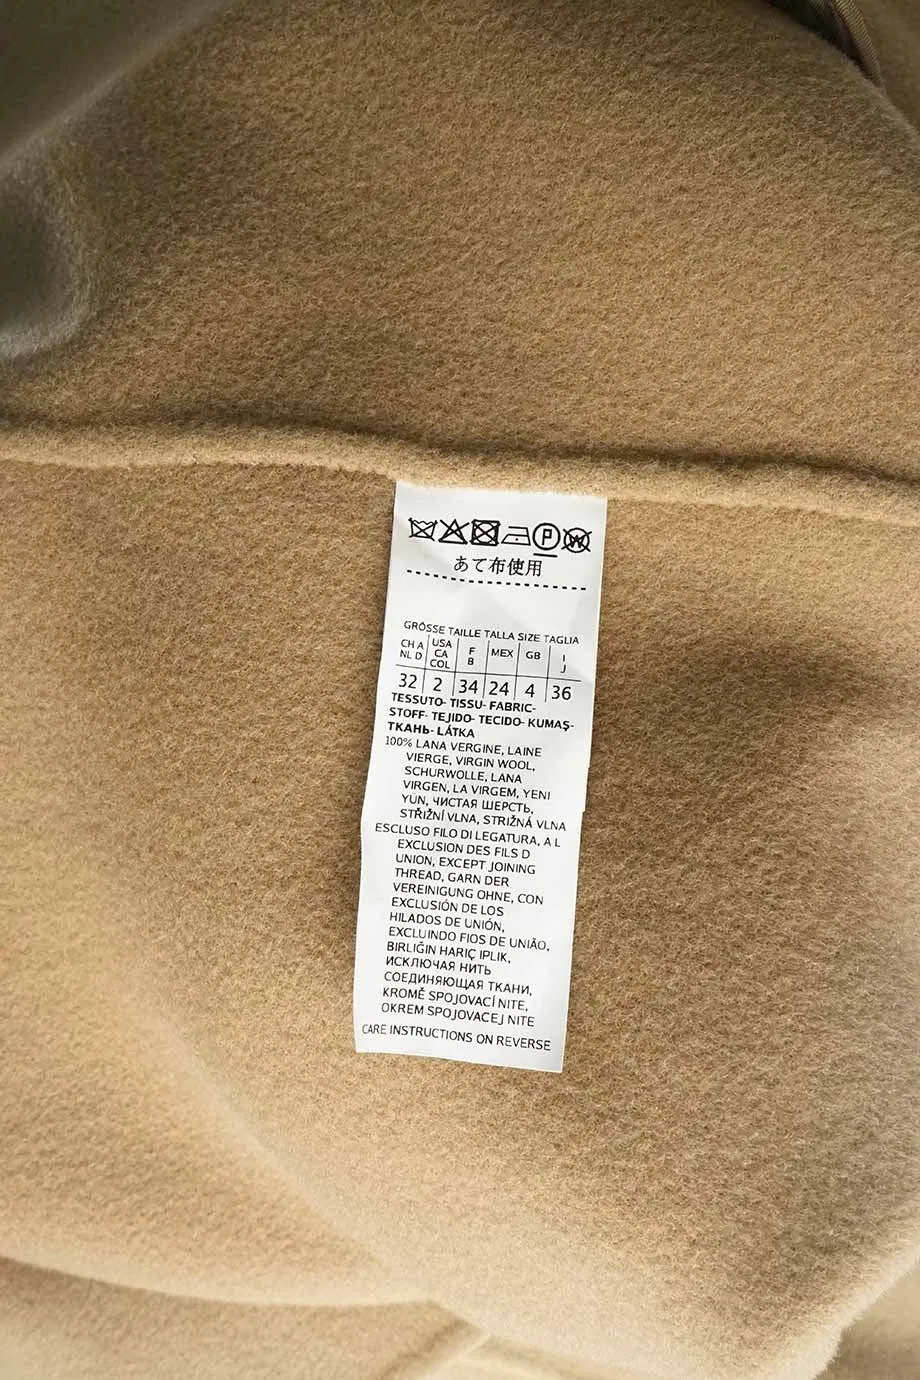 あて布使用
GRÖSSE TAILLE TALLA SIZE TAGLIA
CH A NL D USA CA COL F B MEX GB I J
32 2 34 24 4 36
TESSUTO- TISSU- FABRIC-
STOFF- TEJIDO- TECIDO- KUMAŞ-
ТКАНЬ- LÁTKA
100% LANA VERGINE, LAINE
VIERGE, VIRGIN WOOL,
SCHURWOLLE, LANA
VIRGEN, LA VIRGEM, YENI
YÜN, ЧИСТАЯ ШЕРСТЬ,
STŘIŽNÍ VLNA, STRIŽNÁ VLNA
ESCLUSO FILO DI LEGATURA, A L
EXCLUSION DES FILS D
UNION, EXCEPT JOINING
THREAD, GARN DER
VEREINIGUNG OHNE, CON
EXCLUSIÓN DE LOS
HILADOS DE UNIÓN,
EXCLUINDO FIOS DE UNIÃO,
BIRLIĞIN HARIÇ IPLIK,
ИСКЛЮЧАЯ НИТЬ
СОЕДИНЯЮЩАЯ ТКАНИ,
KROMĚ SPOJOVACÍ NITE,
OKREM SPOJOVACEJ NITE
CARE INSTRUCTIONS ON REVERSE